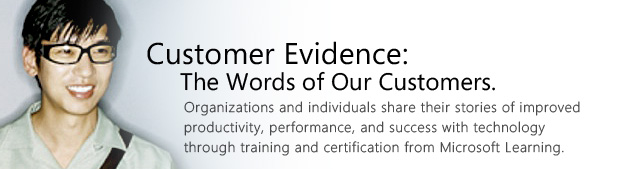 Customer Evidence:
The Words of Our Customers.
Organizations and individuals share their stories of improved
productivity, performance, and success with technology
through training and certification from Microsoft Learning.